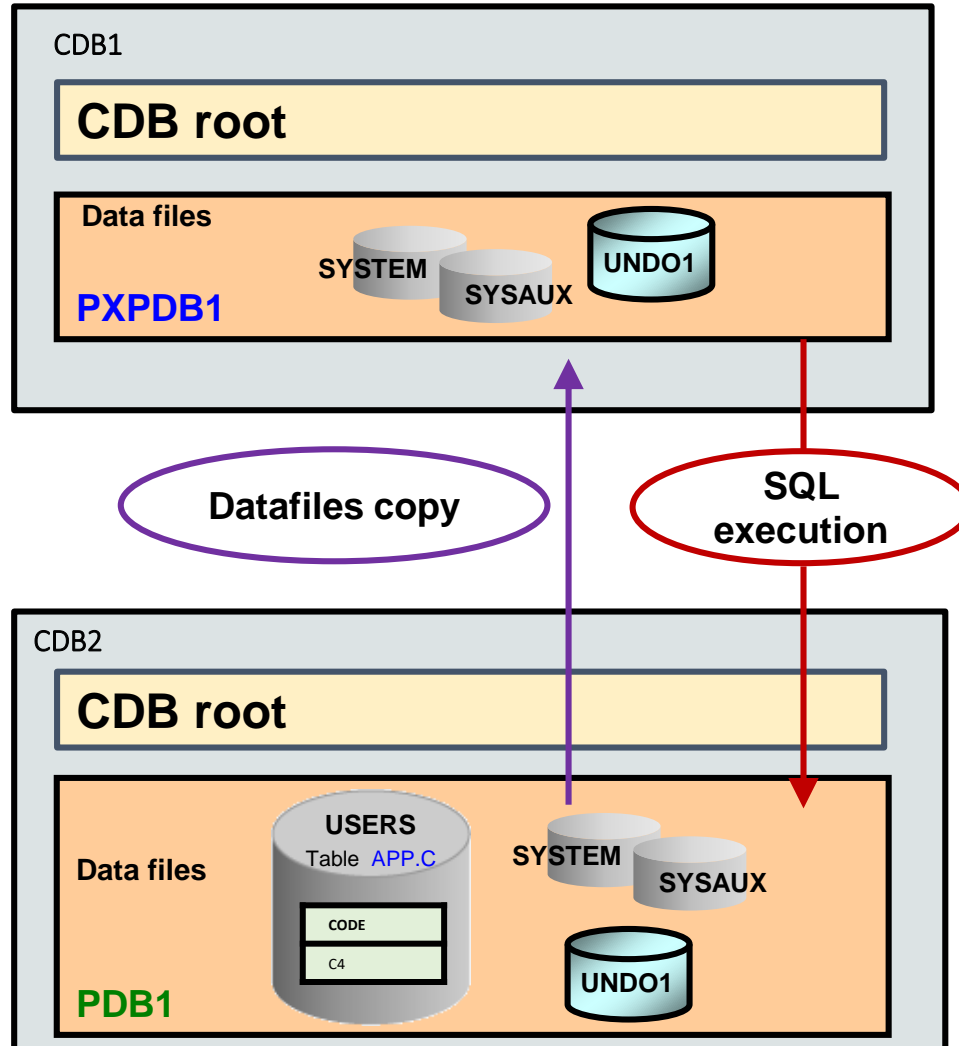 CDB1
CDB root
Data files
SYSTEM
SYSAUX
UNDO1
PXPDB1
Datafiles copy
SQL
execution
CDB2
CDB root
USERS
Table APP.C
CODE
C4
Data files
SYSTEM
SYSAUX
UNDO1
PDB1